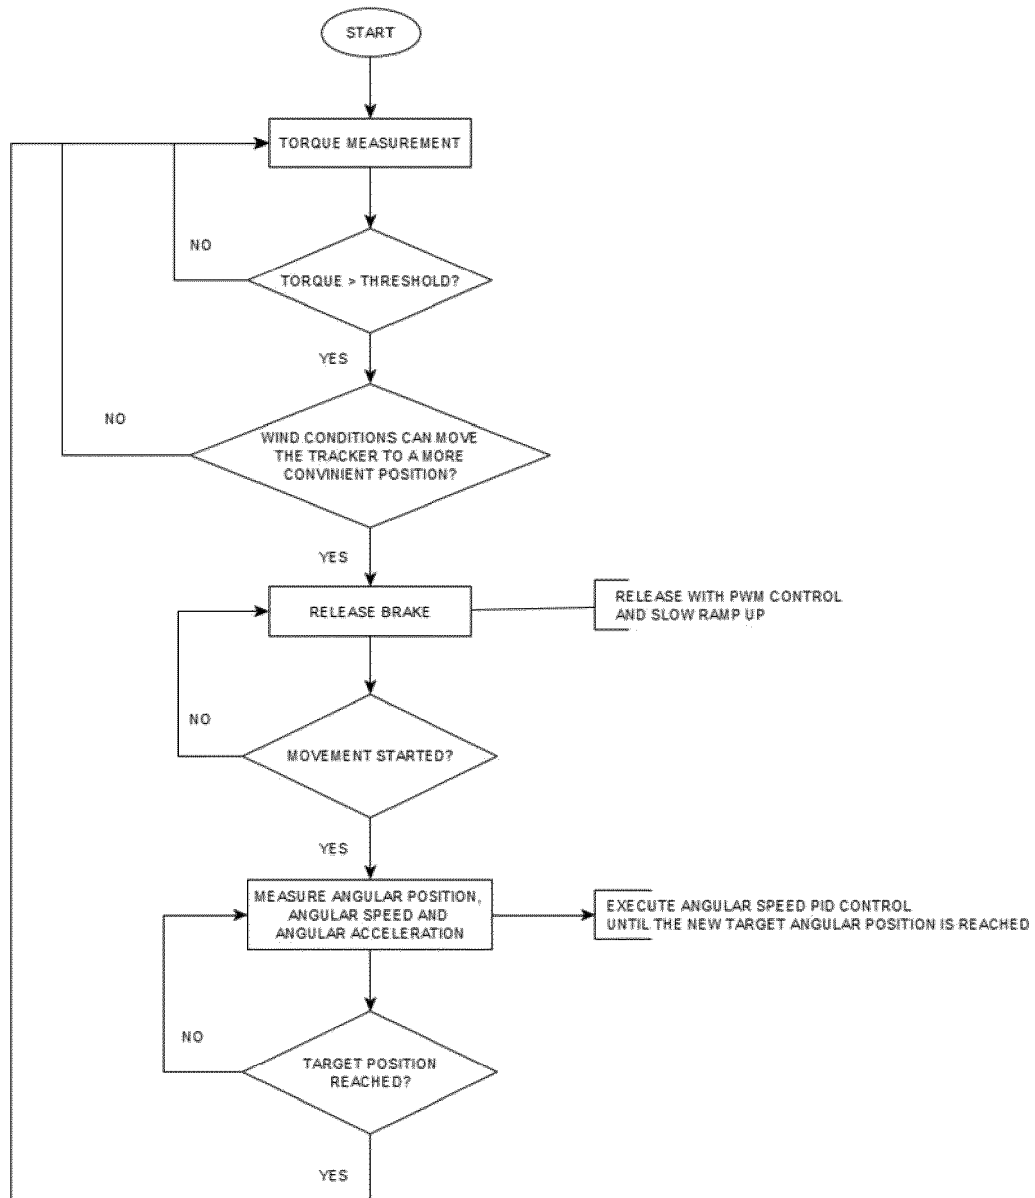 START
TORQUE MEASUREMENT
NO
TORQUE > THRESHOLD?
YES
NO
WIND CONDITIONS CAN MOVE
THE TRACKER TO A MORE
CONVINIENT POSITION?
YES
RELEASE BRAKE
RELEASE WITH PWM CONTROL
AND SLOW RAMP UP
NO
MOVEMENT STARTED?
YES
MEASURE ANGULAR POSITION,
ANGULAR SPEED AND
ANGULAR ACCELERATION
EXECUTE ANGULAR SPEED PID CONTROL
UNTIL THE NEW TARGET ANGULAR POSITION IS REACHED
NO
TARGET POSITION
REACHED?
YES